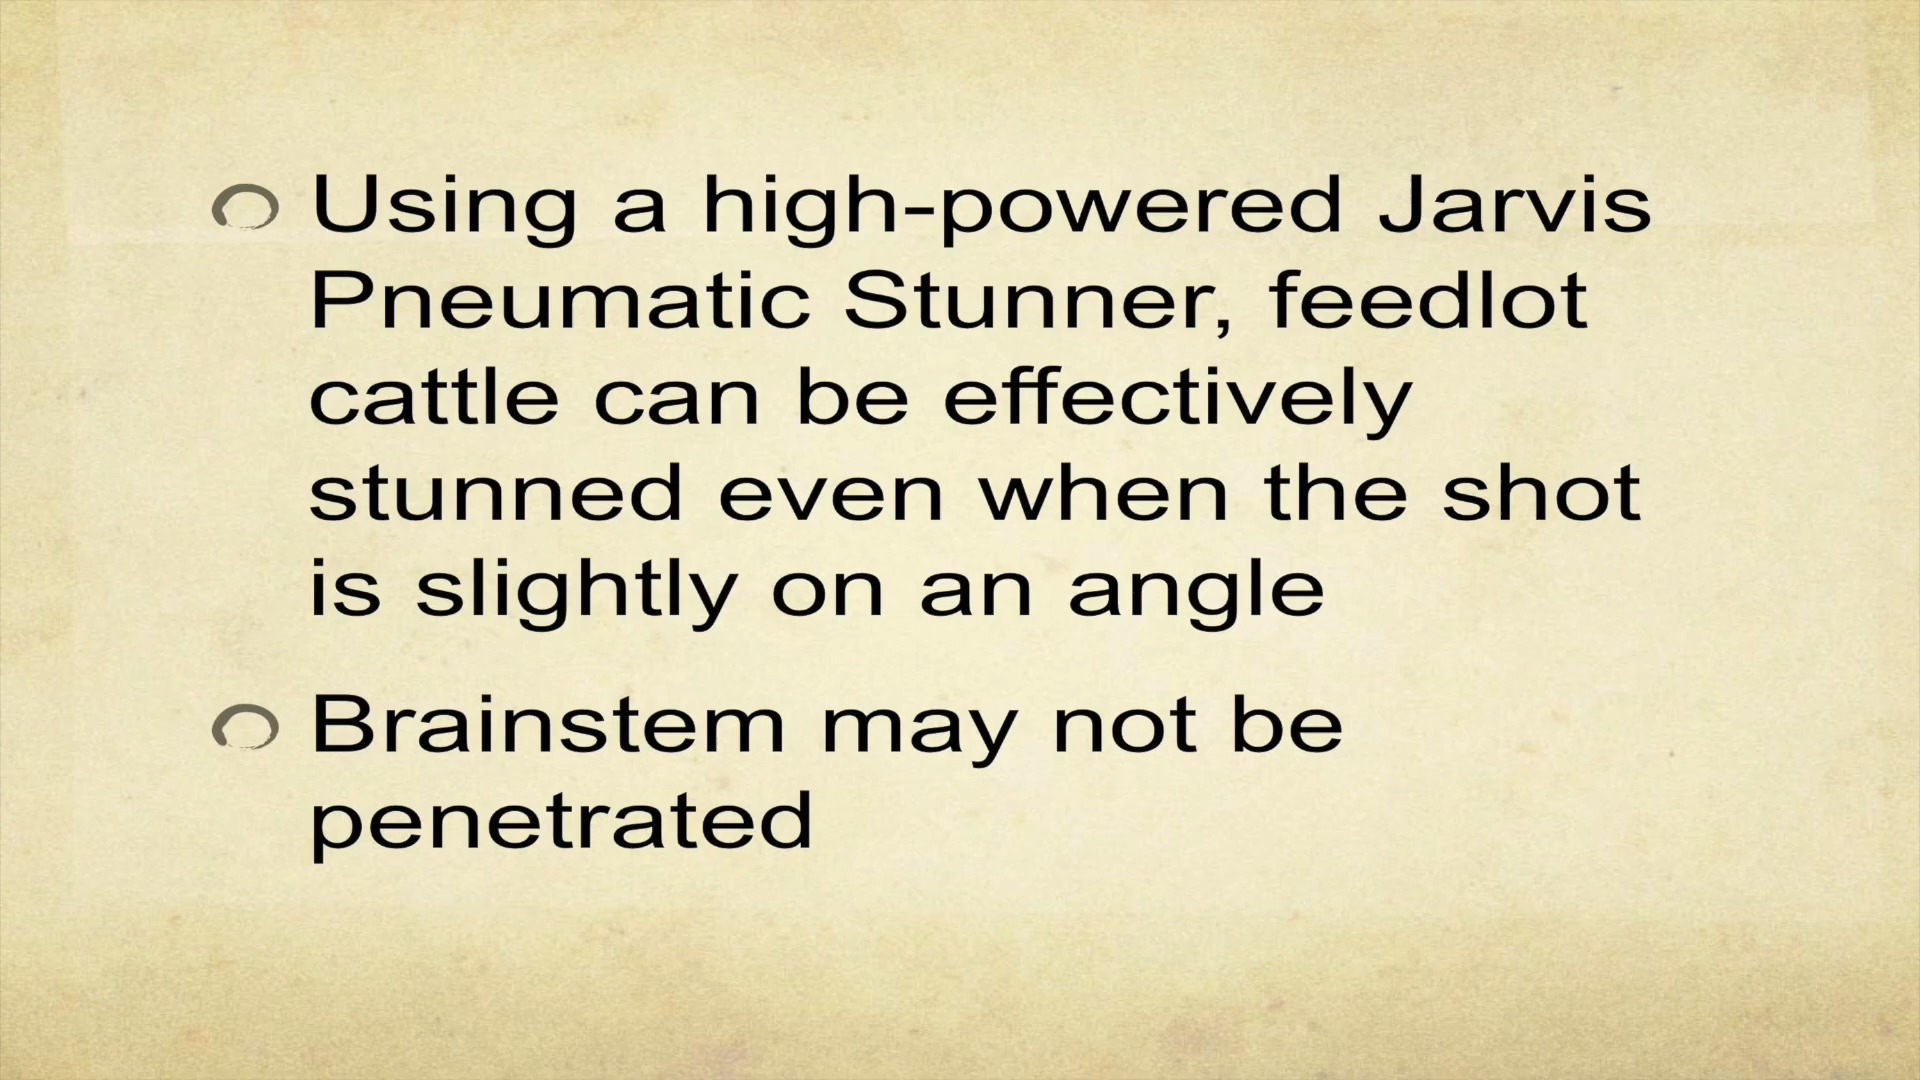 Using a high-powered Jarvis
Pneumatic Stunner, feedlot
cattle can be effectively
stunned even when the shot
is slightly on an angle
Brainstem may not be
penetrated